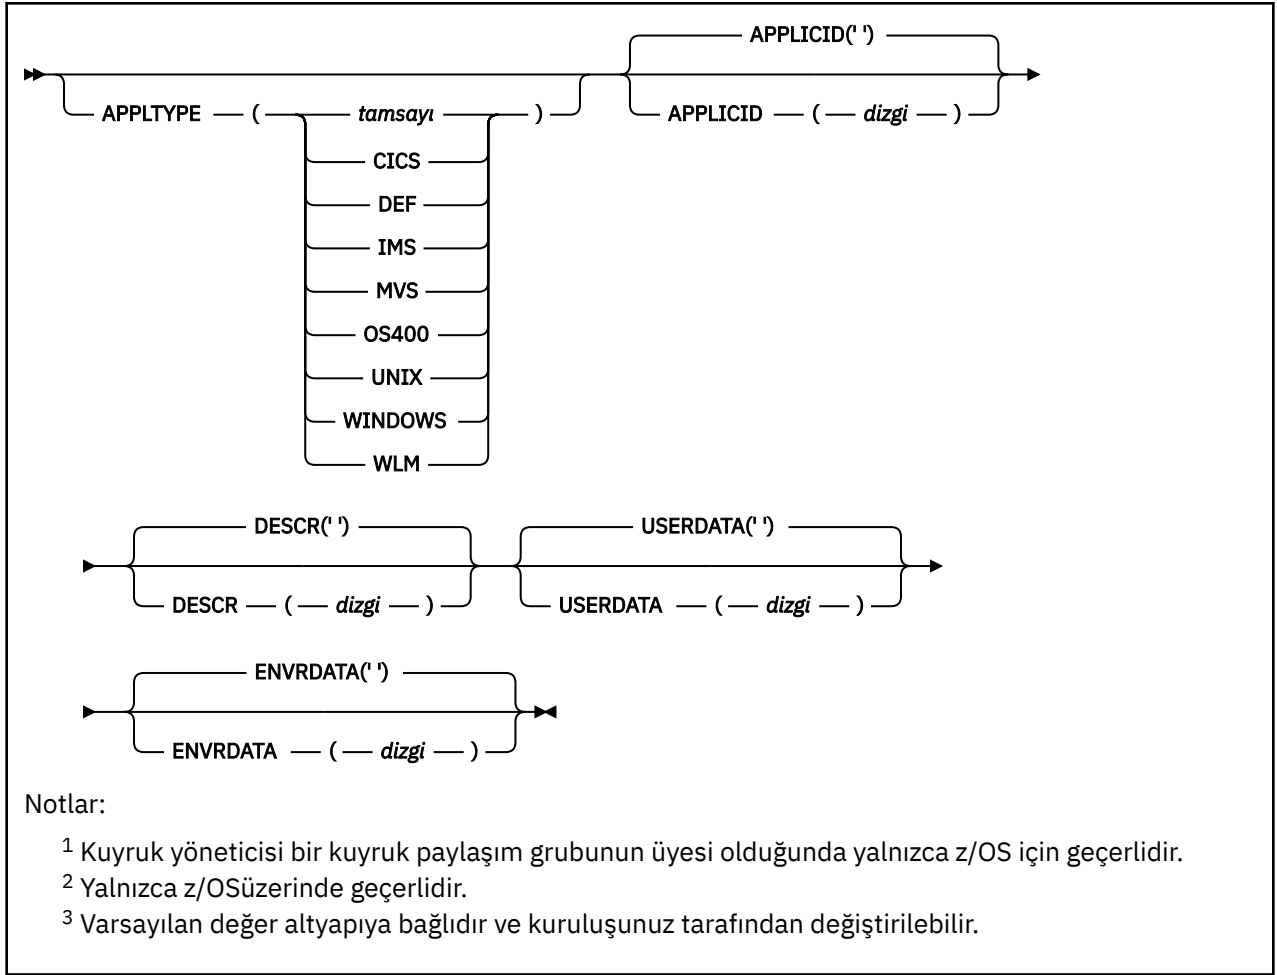 APPLICID(' ')
APPLTYPE ( tamsayı ) APPLICID ( dizgi )
CICS
DEF
IMS
MVS
OS400
UNIX
WINDOWS
WLM
DESCR(' ') USERDATA(' ')
DESCR ( dizgi ) USERDATA ( dizgi )
ENVRDATA(' ')
ENVRDATA ( dizgi )
Notlar:
1 Kuyruk yöneticisi bir kuyruk paylaşım grubunun üyesi olduğunda yalnızca z/OS için geçerlidir.
2 Yalnızca z/OSüzerinde geçerlidir.
3 Varsayılan değer altyapıya bağlıdır ve kuruluşunuz tarafından değiştirilebilir.